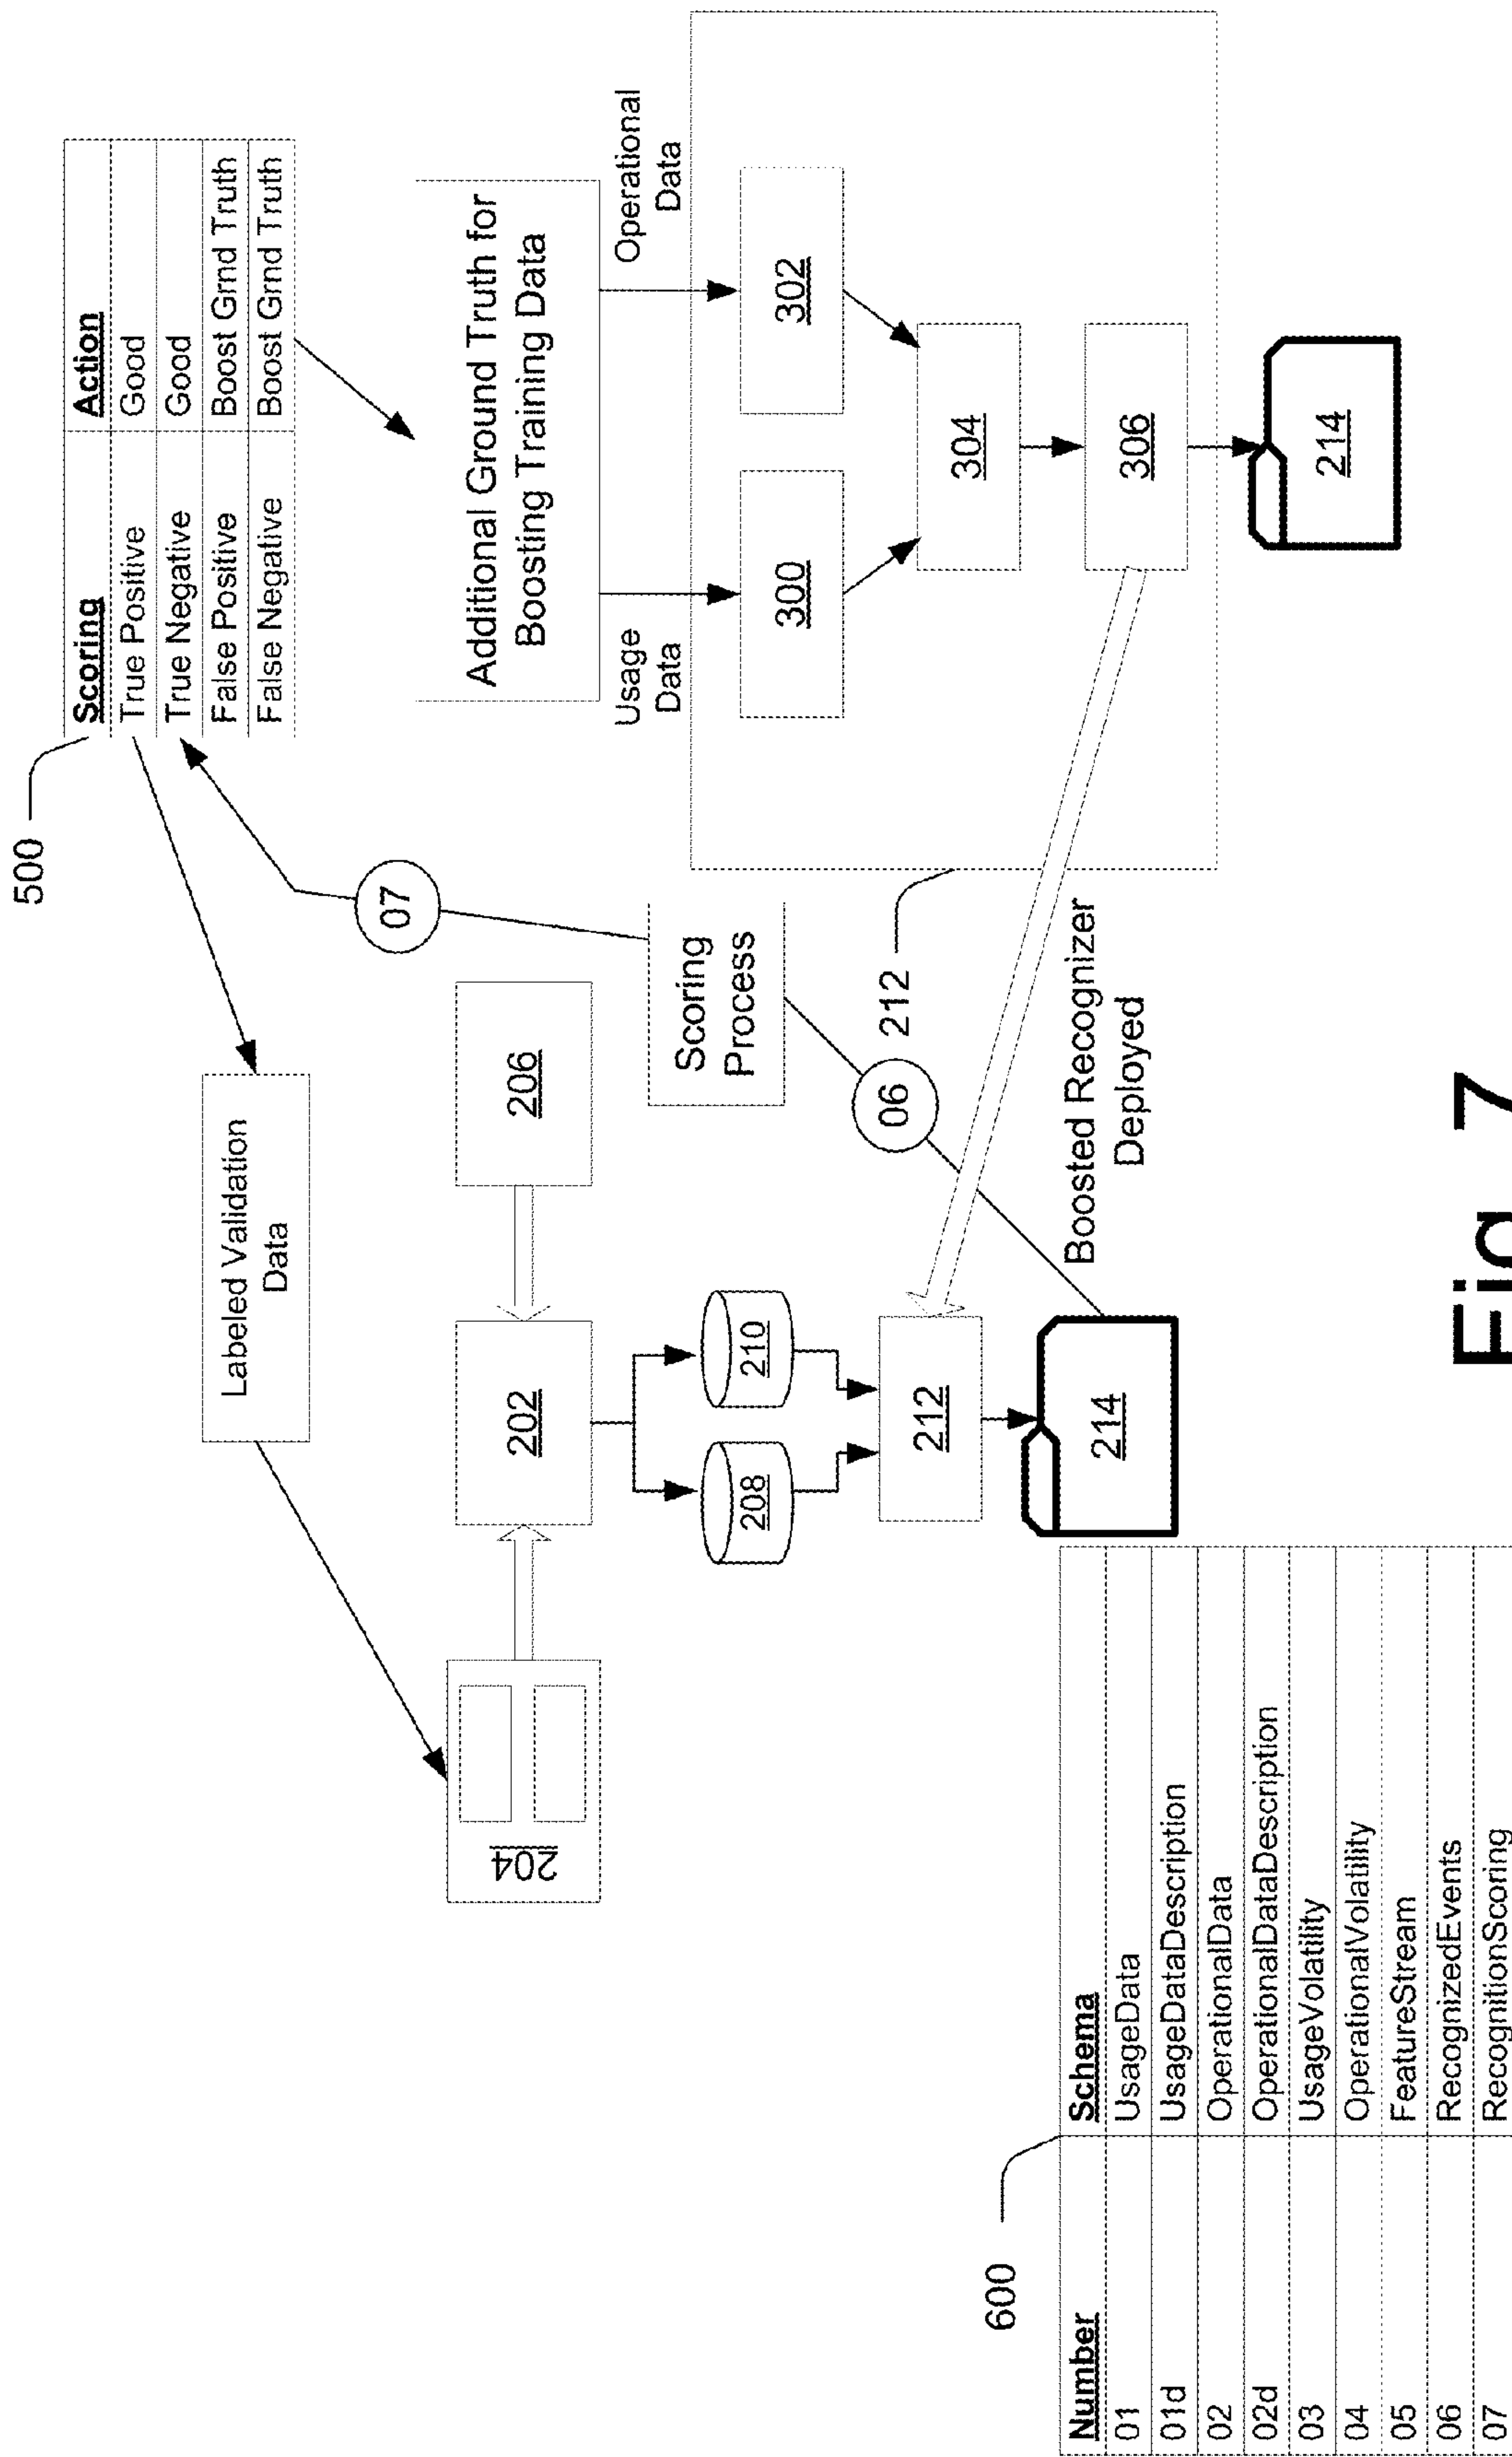 500
Scoring Action
True Positive Good
True Negative Good
False Positive Boost Grnd Truth
False Negative Boost Grnd Truth
Labeled Validation
Data
07
Additional Ground Truth for
Boosting Training Data
Usage
Data
Operational
Data
204
202
206
Scoring
Process
208
210
300
302
304
306
212
06
212
Boosted Recognizer
Deployed
214
214
600
Number Schema
01 UsageData
01d UsageDataDescription
02 OperationalData
02d OperationalDataDescription
03 UsageVolatility
04 OperationalVolatility
05 FeatureStream
06 RecognizedEvents
07 RecognitionScoring
Fig. 7